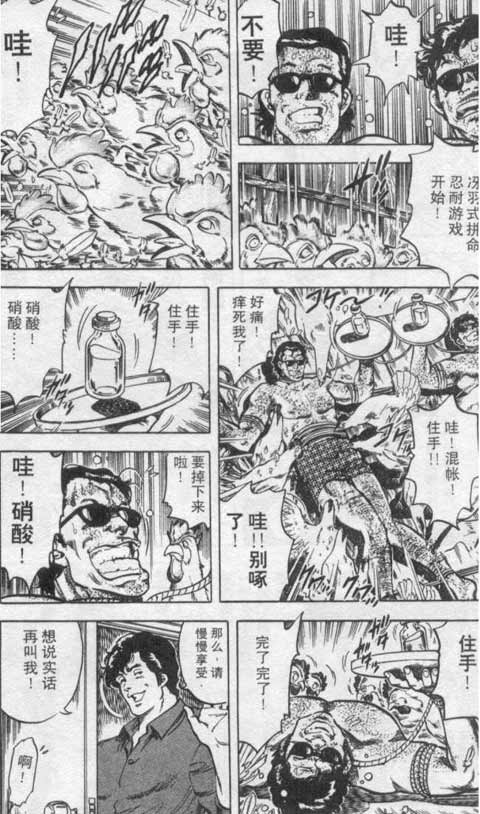 哇！
不要！
冴羽式拼命
忍耐游戏
开始！
哇！
哇！混帐！
住手！！
好痛！
痒死我了！
哇！！别啄
了！
住手！
住手！
硝酸！
硝酸……
要掉下来
啦！
哇！硝酸！
住手！
完了完了！
那么，请
慢慢享受．
想说实话
再叫我！
啊！